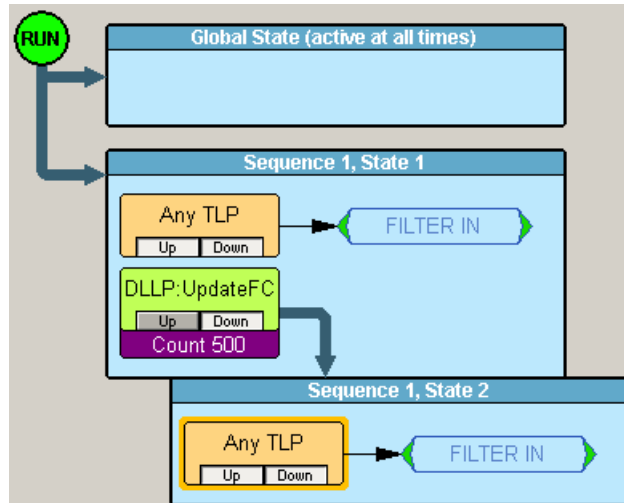 RUN
Global State (active at all times)
Sequence 1, State 1
Any TLP
Up Down
FILTER IN
DLLP:UpdateFC
Up Down
Count 500
Sequence 1, State 2
Any TLP
Up Down
FILTER IN